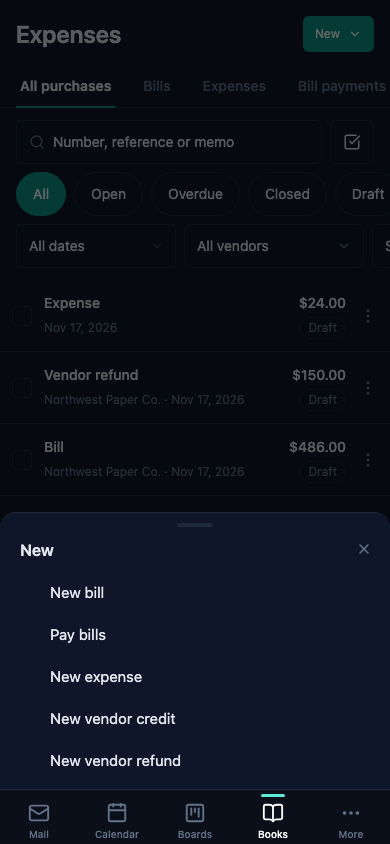 Expenses
New
All purchases Bills Expenses Bill payments
Number, reference or memo
All Open Overdue Closed Draft
All dates All vendors
Expense $24.00
Nov 17, 2026 Draft
Vendor refund $150.00
Northwest Paper Co. · Nov 17, 2026 Draft
Bill $486.00
Northwest Paper Co. · Nov 17, 2026 Draft
New
New bill
Pay bills
New expense
New vendor credit
New vendor refund
Mail Calendar Boards Books More